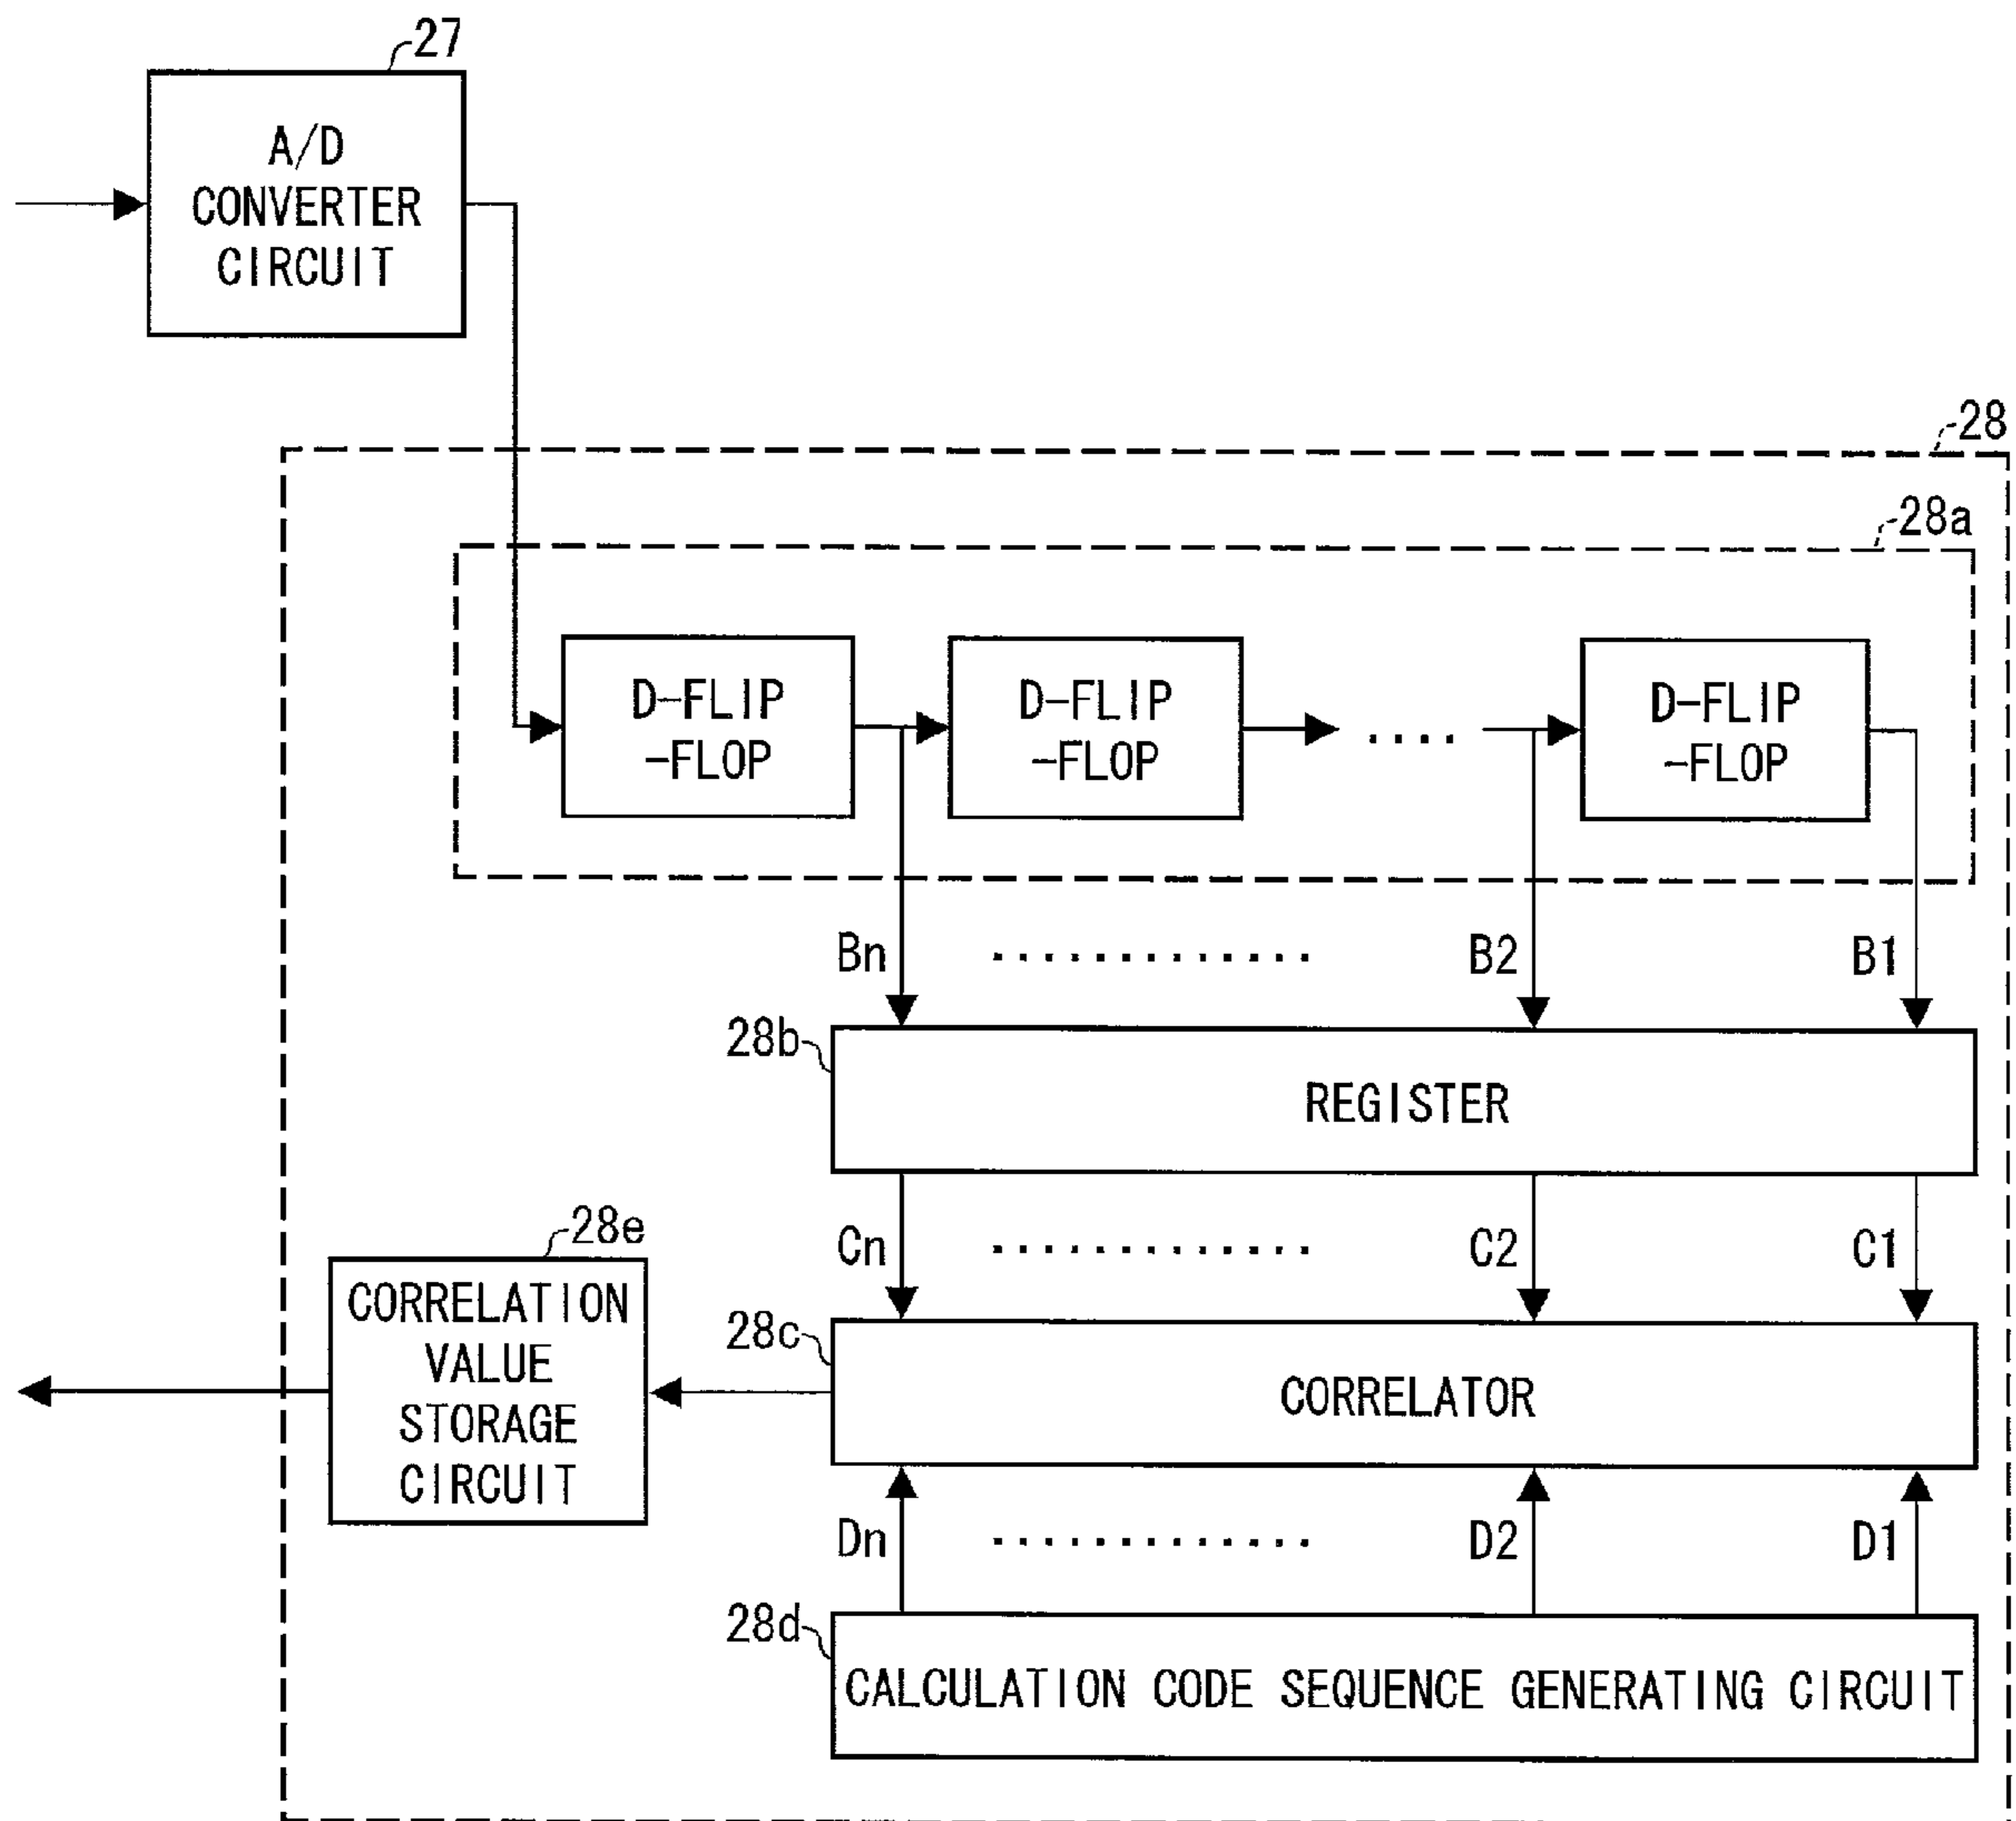 27
A/D
CONVERTER
CIRCUIT
28
28a
D-FLIP
-FLOP
D-FLIP
-FLOP
....
D-FLIP
-FLOP
Bn ............. B2 B1
28b
REGISTER
Cn ............. C2 C1
28e
CORRELATION
VALUE
STORAGE
CIRCUIT
28c
CORRELATOR
Dn ............. D2 D1
28d
CALCULATION CODE SEQUENCE GENERATING CIRCUIT